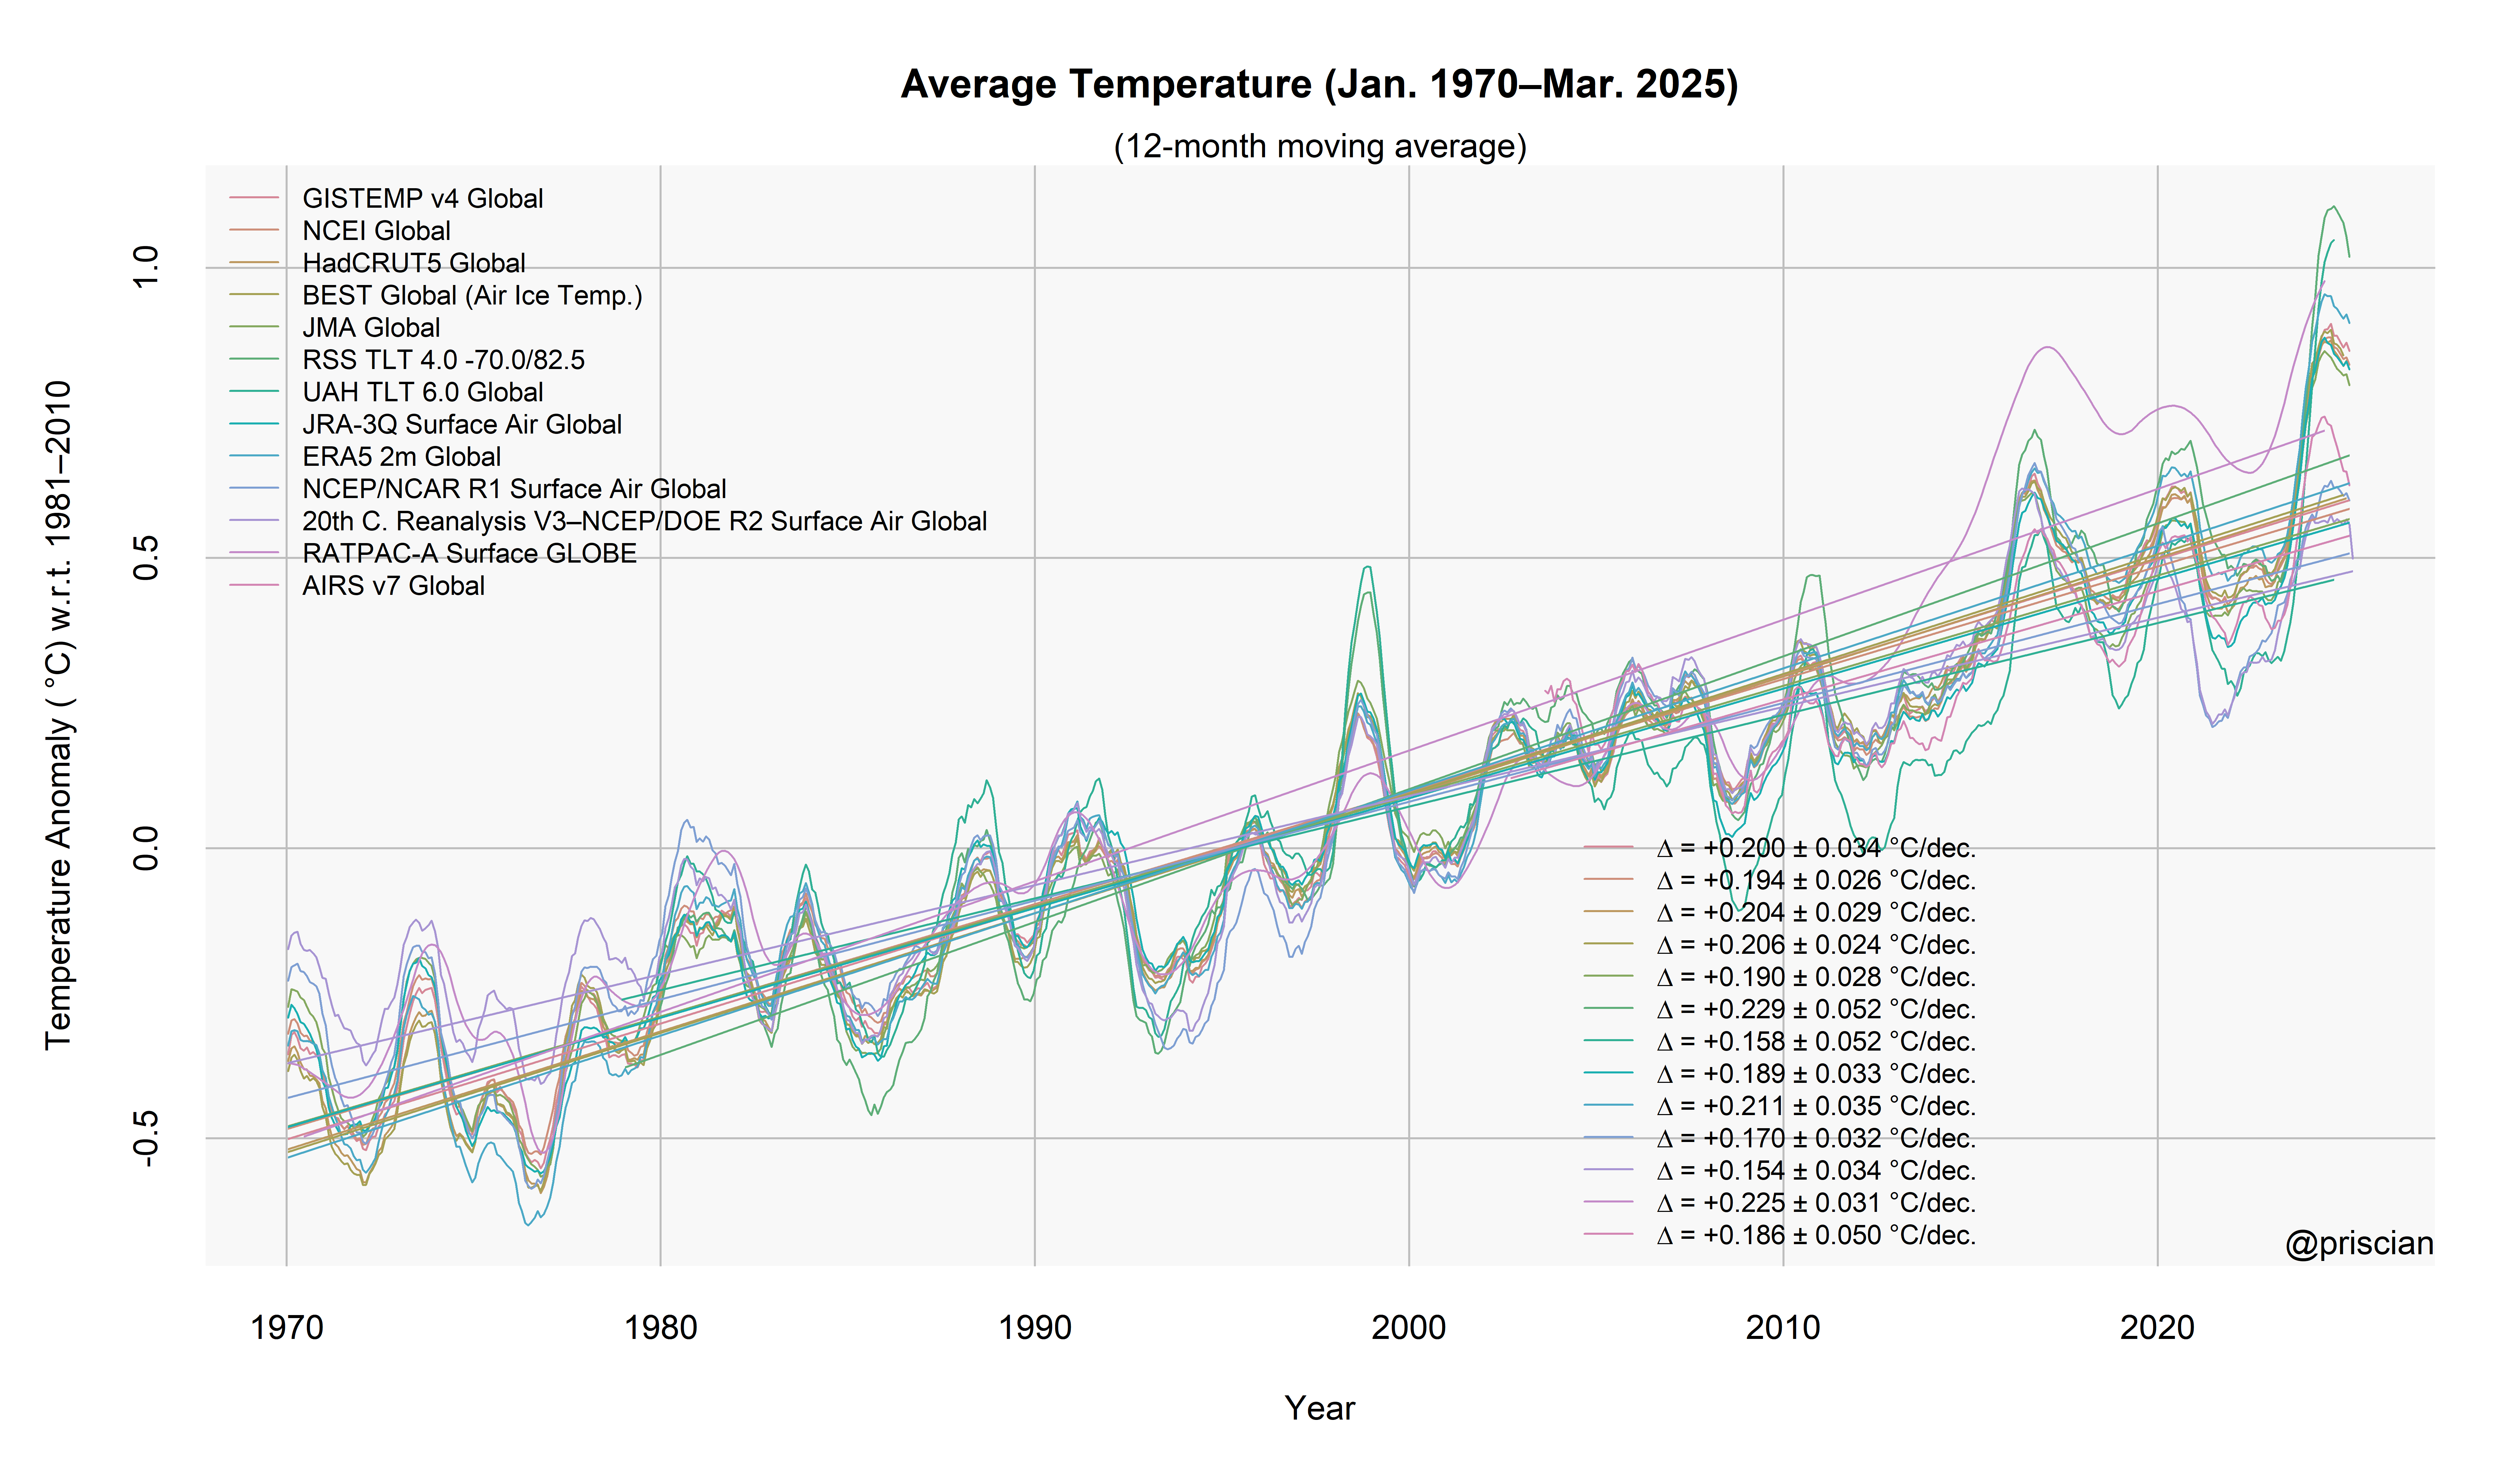 Average Temperature (Jan. 1970–Mar. 2025)
(12-month moving average)
Temperature Anomaly (°C) w.r.t. 1981–2010
1.0
0.5
0.0
-0.5
GISTEMP v4 Global
NCEI Global
HadCRUT5 Global
BEST Global (Air Ice Temp.)
JMA Global
RSS TLT 4.0 -70.0/82.5
UAH TLT 6.0 Global
JRA-3Q Surface Air Global
ERA5 2m Global
NCEP/NCAR R1 Surface Air Global
20th C. Reanalysis V3–NCEP/DOE R2 Surface Air Global
RATPAC-A Surface GLOBE
AIRS v7 Global
Δ = +0.200 ± 0.034 °C/dec.
Δ = +0.194 ± 0.026 °C/dec.
Δ = +0.204 ± 0.029 °C/dec.
Δ = +0.206 ± 0.024 °C/dec.
Δ = +0.190 ± 0.028 °C/dec.
Δ = +0.229 ± 0.052 °C/dec.
Δ = +0.158 ± 0.052 °C/dec.
Δ = +0.189 ± 0.033 °C/dec.
Δ = +0.211 ± 0.035 °C/dec.
Δ = +0.170 ± 0.032 °C/dec.
Δ = +0.154 ± 0.034 °C/dec.
Δ = +0.225 ± 0.031 °C/dec.
Δ = +0.186 ± 0.050 °C/dec.
@priscian
1970 1980 1990 2000 2010 2020
Year